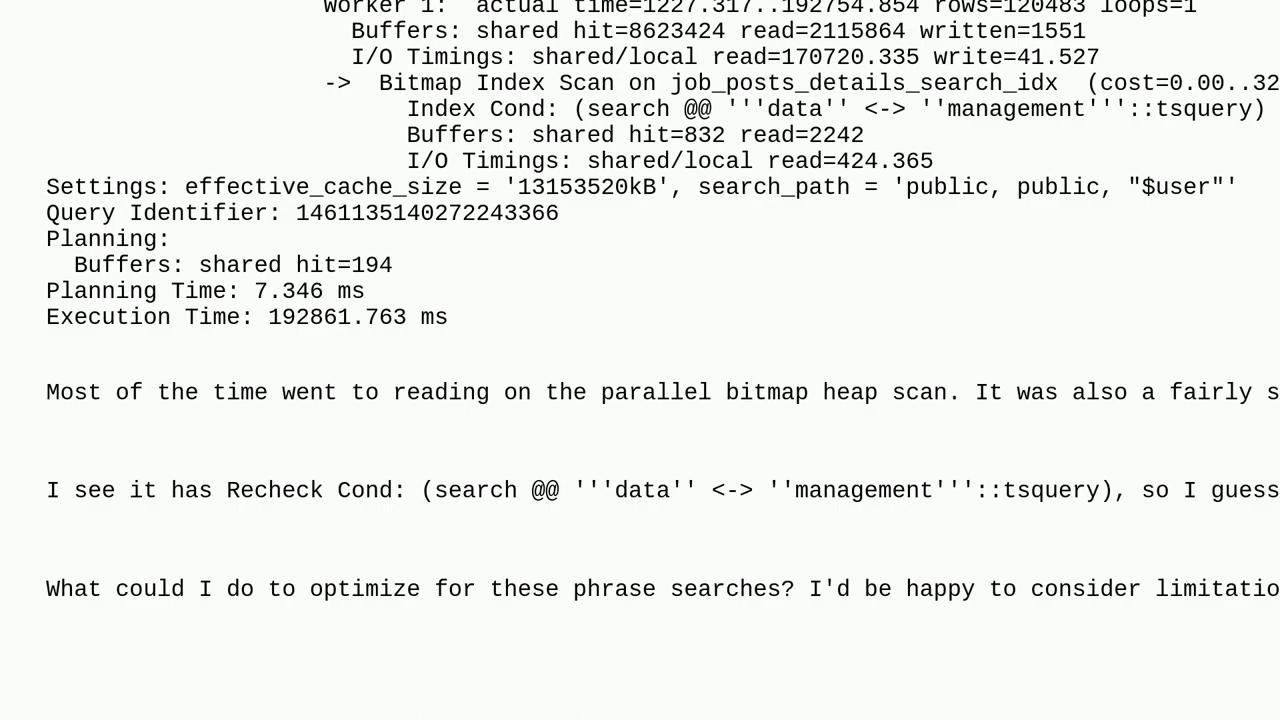 worker 1:  actual time=1227.317..192754.854 rows=120483 loops=1
Buffers: shared hit=8623424 read=2115864 written=1551
I/O Timings: shared/local read=170720.335 write=41.527
->  Bitmap Index Scan on job_posts_details_search_idx  (cost=0.00..32
Index Cond: (search @@ '''data'' <-> ''management'''::tsquery)
Buffers: shared hit=832 read=2242
I/O Timings: shared/local read=424.365
Settings: effective_cache_size = '13153520kB', search_path = 'public, public, "$user"'
Query Identifier: 1461135140272243366
Planning:
Buffers: shared hit=194
Planning Time: 7.346 ms
Execution Time: 192861.763 ms
Most of the time went to reading on the parallel bitmap heap scan. It was also a fairly s
I see it has Recheck Cond: (search @@ '''data'' <-> ''management'''::tsquery), so I guess
What could I do to optimize for these phrase searches? I'd be happy to consider limitatio